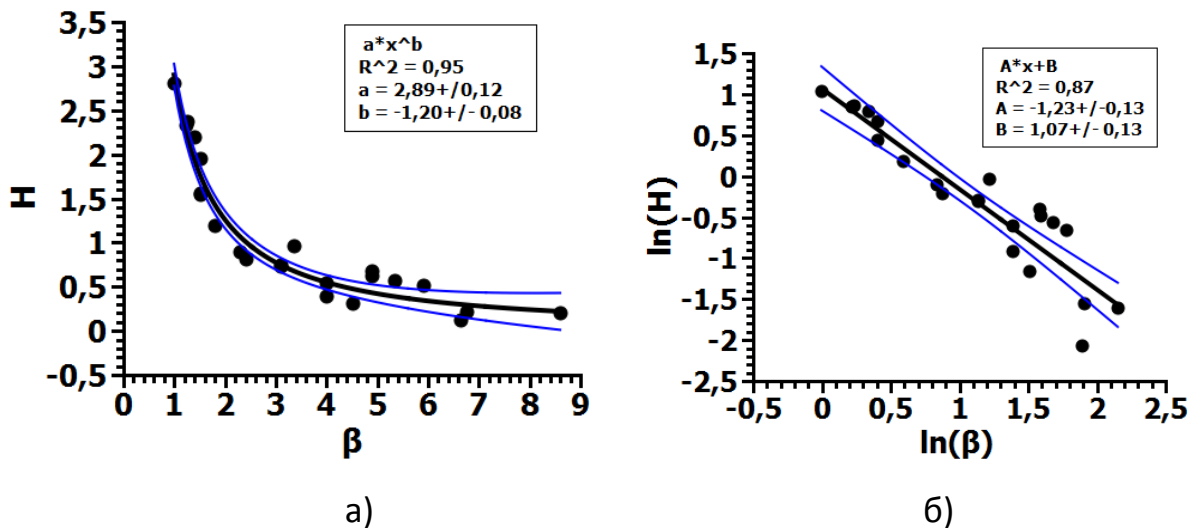 3,5
3
2,5
2
1,5
1
0,5
0
-0,5
H
a*x^b
R^2 = 0,95
a = 2,89+/0,12
b = -1,20+/- 0,08
0 1 2 3 4 5 6 7 8 9
β
a)
1,5
1
0,5
0
-0,5
-1
-1,5
-2
-2,5
ln(H)
A*x+B
R^2 = 0,87
A = -1,23+/-0,13
B = 1,07+/- 0,13
-0,5 0 0,5 1 1,5 2 2,5
ln(β)
б)